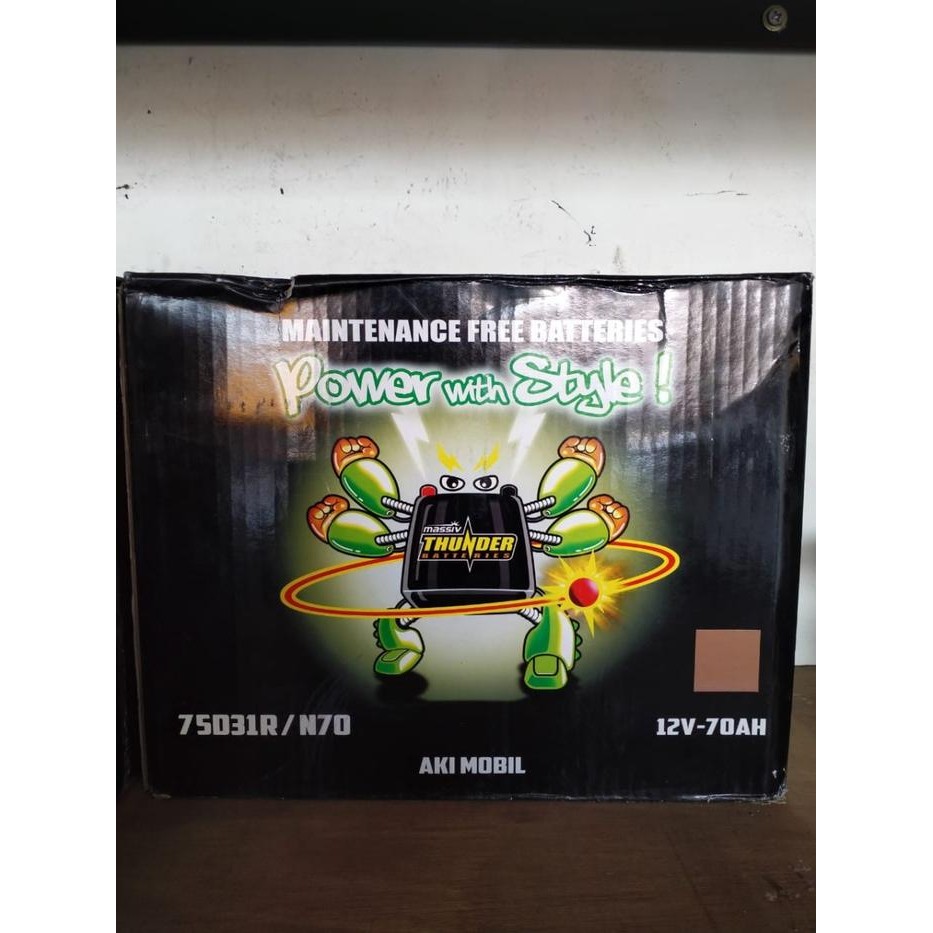 MAINTENANCE FREE BATTERIES
Power with Style!
massiv
THUNDER
BATTERIES
75D31R/N70
12V-70AH
AKI MOBIL